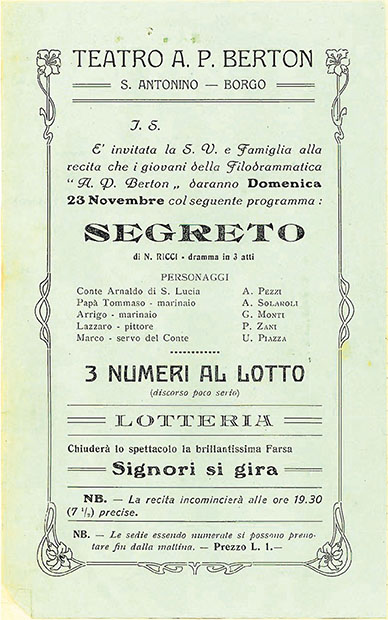 TEATRO A. P. BERTON
S. ANTONINO — BORGO
I. S.
E' invitata la S. V. e Famiglia alla
recita che i giovani della Filodrammatica
“ A. P. Berton „ daranno Domenica
23 Novembre col seguente programma :
SEGRETO
di N. RICCI - dramma in 3 atti
PERSONAGGI
Conte Arnaldo di S. Lucia A. PEZZI
Papà Tommaso - marinaio A. SOLAROLI
Arrigo - marinaio G. MONTI
Lazzaro - pittore P. ZANI
Marco - servo del Conte U. PIAZZA
3 NUMERI AL LOTTO
(discorso poco serio)
LOTTERIA
Chiuderà lo spettacolo la brillantissima Farsa
Signori si gira
NB. — La recita incomincierà alle ore 19.30
(7 1/2) precise.
NB. — Le sedie essendo numerate si possono preno-
tare fin dalla mattina. — Prezzo L. 1.—